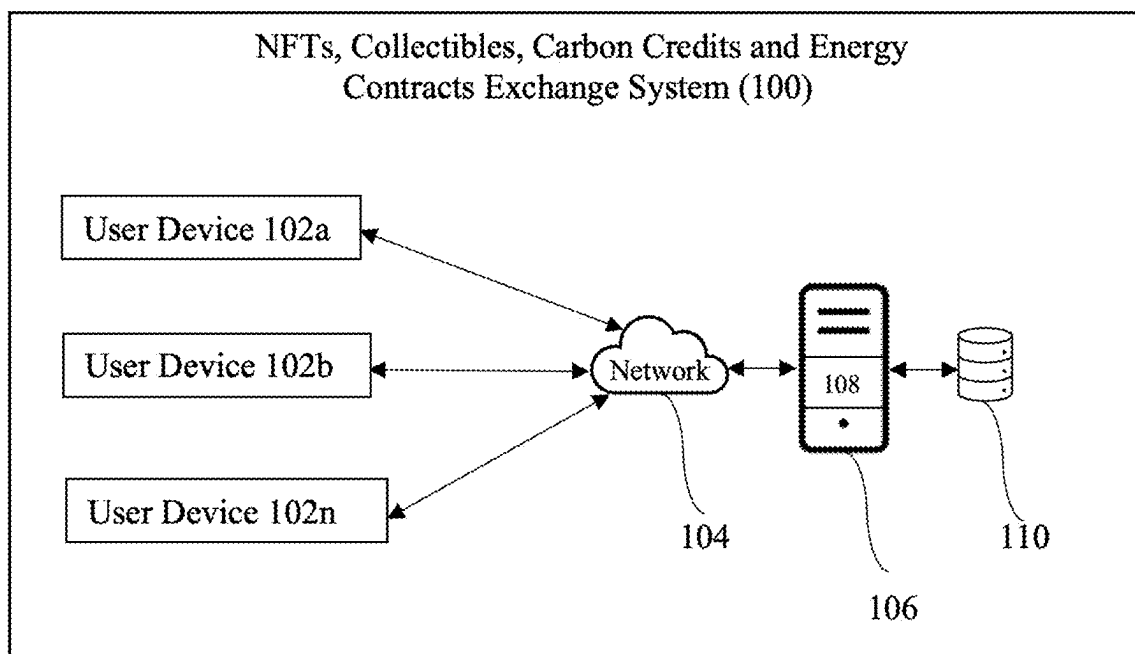 NFTs, Collectibles, Carbon Credits and Energy
Contracts Exchange System (100)
User Device 102a
User Device 102b
User Device 102n
Network
108
104
106
110